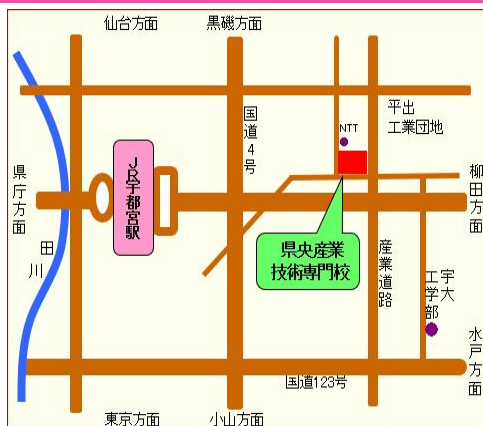 仙台方面
黒磯方面
国道4号
平出
工業団地
NTT
県庁方面
JR宇都宮駅
柳田方面
田川
県央産業
技術専門校
産業道路
宇大
工学部
水戸方面
国道123号
東京方面
小山方面